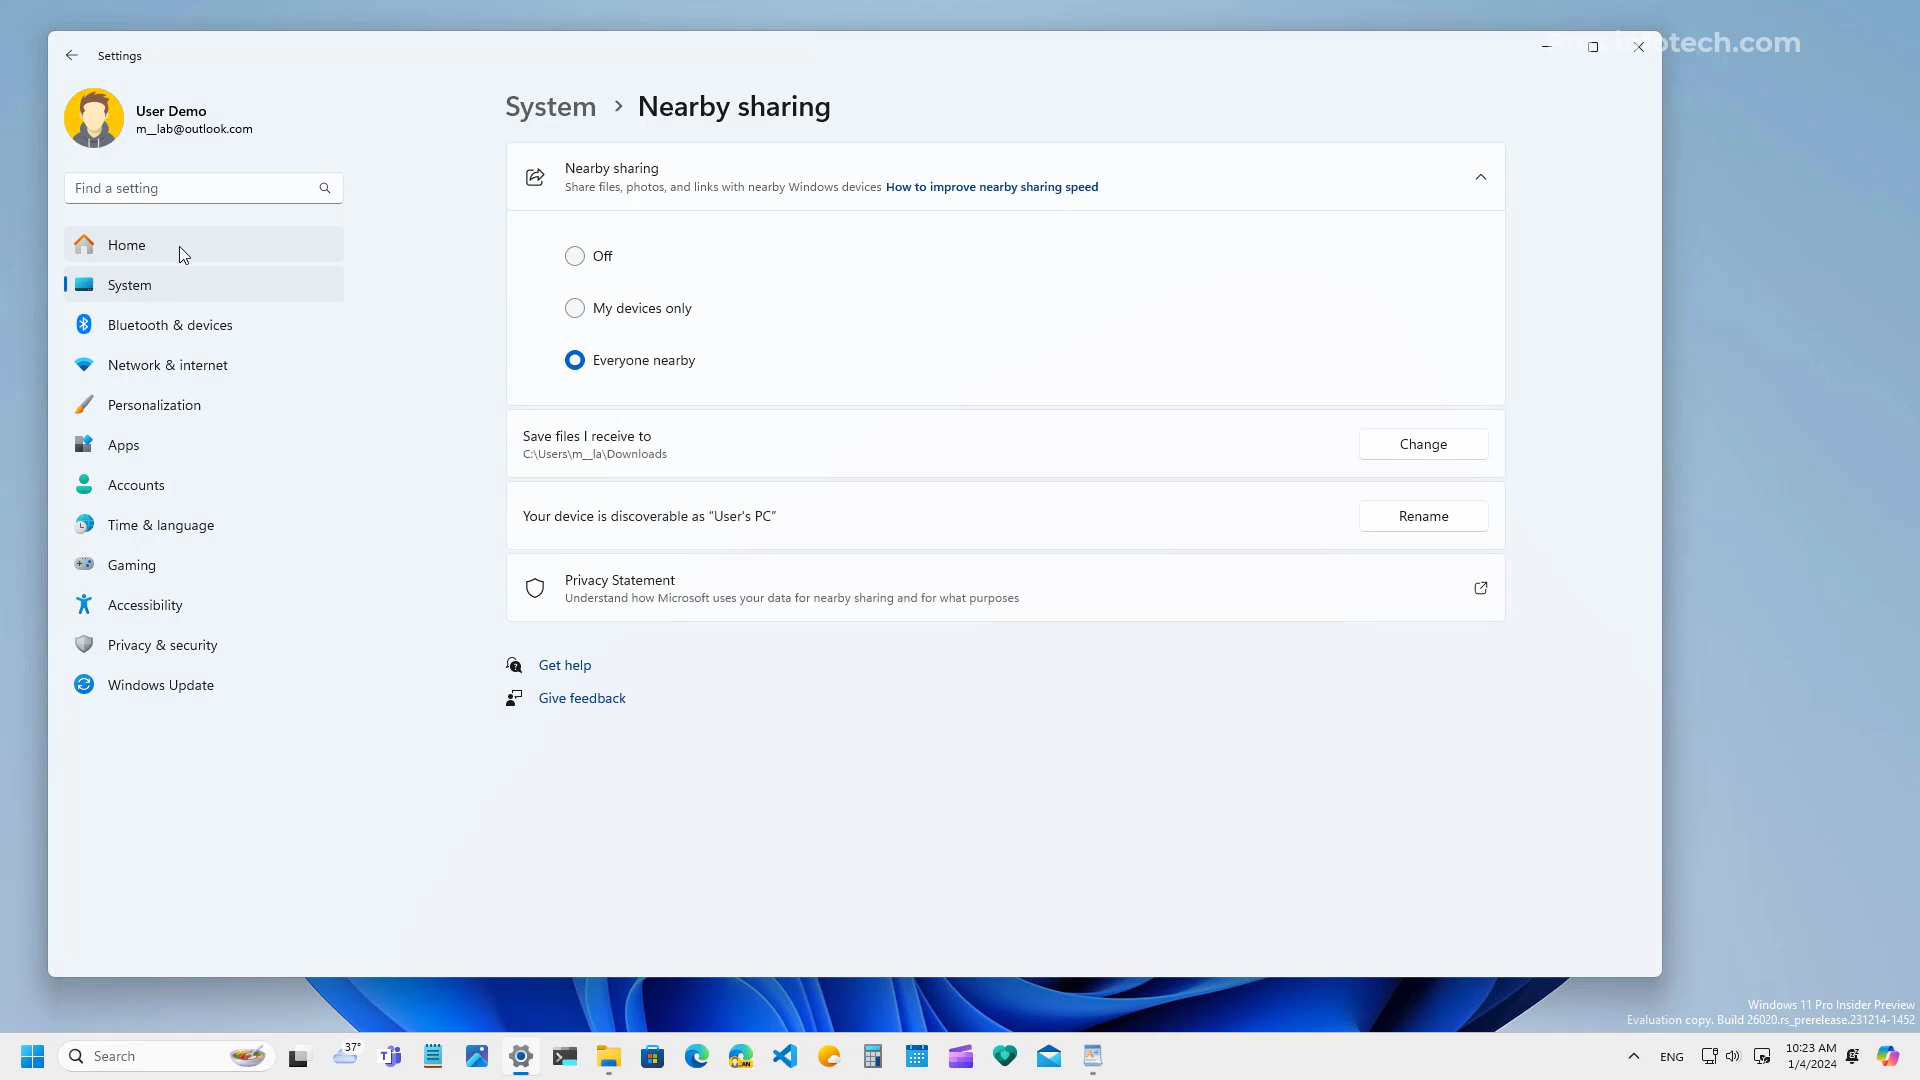 Settings
User Demo
m__lab@outlook.com
Find a setting
Home
System
Bluetooth & devices
Network & internet
Personalization
Apps
Accounts
Time & language
Gaming
Accessibility
Privacy & security
Windows Update
System > Nearby sharing
Nearby sharing
Share files, photos, and links with nearby Windows devices How to improve nearby sharing speed
Off
My devices only
Everyone nearby
Save files I receive to
C:\Users\m__la\Downloads
Change
Your device is discoverable as “User's PC”
Rename
Privacy Statement
Understand how Microsoft uses your data for nearby sharing and for what purposes
Get help
Give feedback
Windows 11 Pro Insider Preview
Evaluation copy. Build 26020.rs_prerelease.231214-1452
Search
37°
CAN
ENG
10:23 AM
1/4/2024